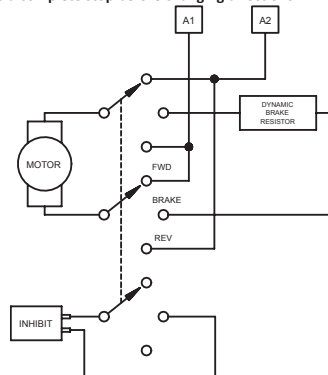 A1 A2
DYNAMIC
BRAKE
RESISTOR
MOTOR
FWD
BRAKE
REV
INHIBIT